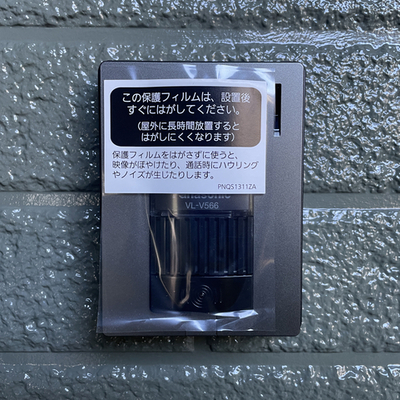 この保護フィルムは、設置後
すぐにはがしてください。
(屋外に長時間放置すると
はがしにくくなります)
保護フィルムをはがさずに使うと、
映像がぼやけたり、通話時にハウリング
やノイズが生じたりします。
PNQS1311ZA
Panasonic
VL-V566